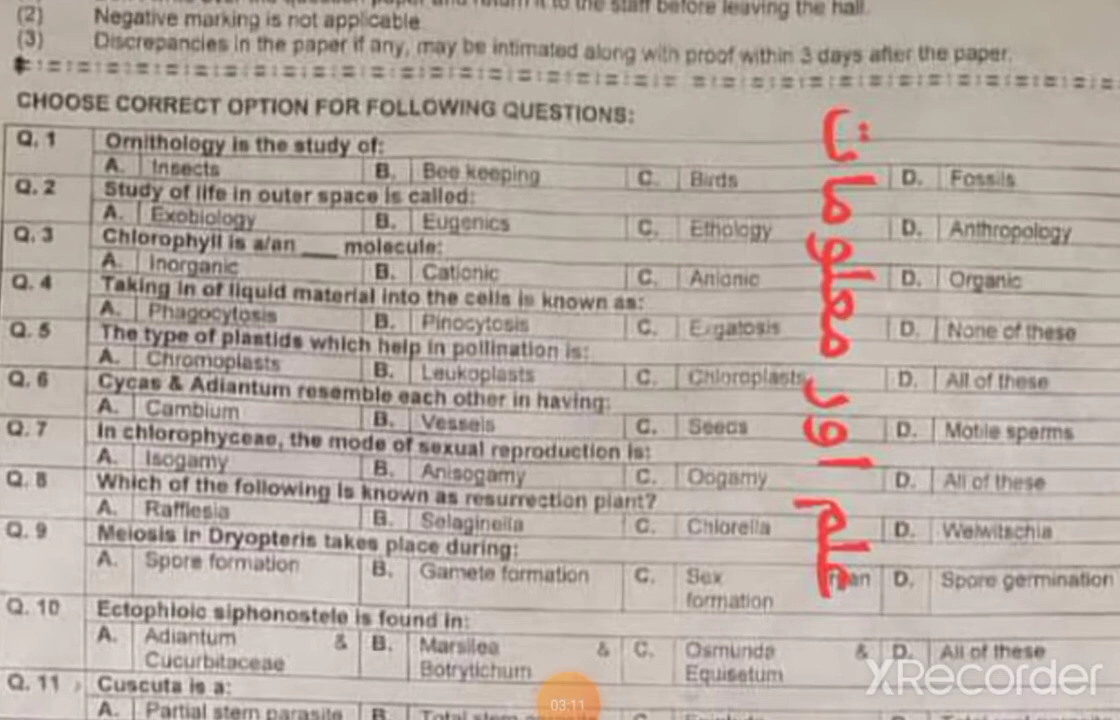 (2) Negative marking is not applicable
(3) Discrepancies in the paper if any, may be intimated along with proof within 3 days after the paper.
CHOOSE CORRECT OPTION FOR FOLLOWING QUESTIONS:
Q. 1 Ornithology is the study of:
A. Insects B. Bee keeping C. Birds D. Fossils
Q. 2 Study of life in outer space is called:
A. Exobiology B. Eugenics C. Ethology D. Anthropology
Q. 3 Chlorophyll is a/an ___ molecule:
A. Inorganic B. Cationic C. Anionic D. Organic
Q. 4 Taking in of liquid material into the cells is known as:
A. Phagocytosis B. Pinocytosis C. Ergatosis D. None of these
Q. 5 The type of plastids which help in pollination is:
A. Chromoplasts B. Leukoplasts C. Chloroplasts D. All of these
Q. 6 Cycas & Adiantum resemble each other in having:
A. Cambium B. Vessels C. Seeds D. Motile sperms
Q. 7 In chlorophyceae, the mode of sexual reproduction is:
A. Isogamy B. Anisogamy C. Oogamy D. All of these
Q. 8 Which of the following is known as resurrection plant?
A. Rafflesia B. Selaginella C. Chlorella D. Welwitschia
Q. 9 Meiosis in Dryopteris takes place during:
A. Spore formation B. Gamete formation C. Sex formation D. Spore germination
Q. 10 Ectophloic siphonostele is found in:
A. Adiantum & Cucurbitaceae B. Marsilea & Botrytichum C. Osmunda & Equisetum D. All of these
Q. 11 Cuscuta is a:
A. Partial stem parasite B. Total stem
علم اور معلومات
XRecorder
03:11